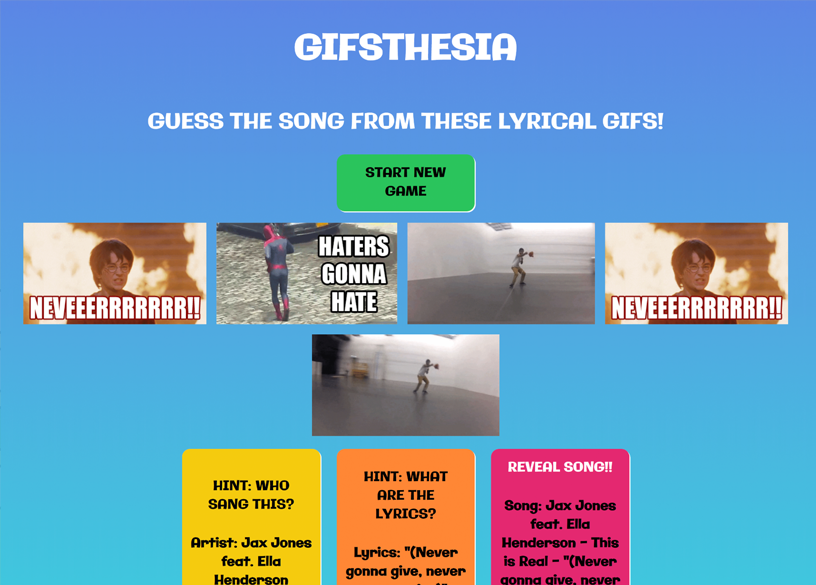 GIFSTHESIA
GUESS THE SONG FROM THESE LYRICAL GIFS!
START NEW
GAME
NEVEEERRRRRRR!!
HATERS
GONNA
HATE
NEVEEERRRRRRR!!
HINT: WHO
SANG THIS?
Artist: Jax Jones
feat. Ella
Henderson
HINT: WHAT
ARE THE
LYRICS?
Lyrics: "(Never
gonna give, never
REVEAL SONG!!
Song: Jax Jones
feat. Ella
Henderson - This
is Real - "(Never
gonna give, never